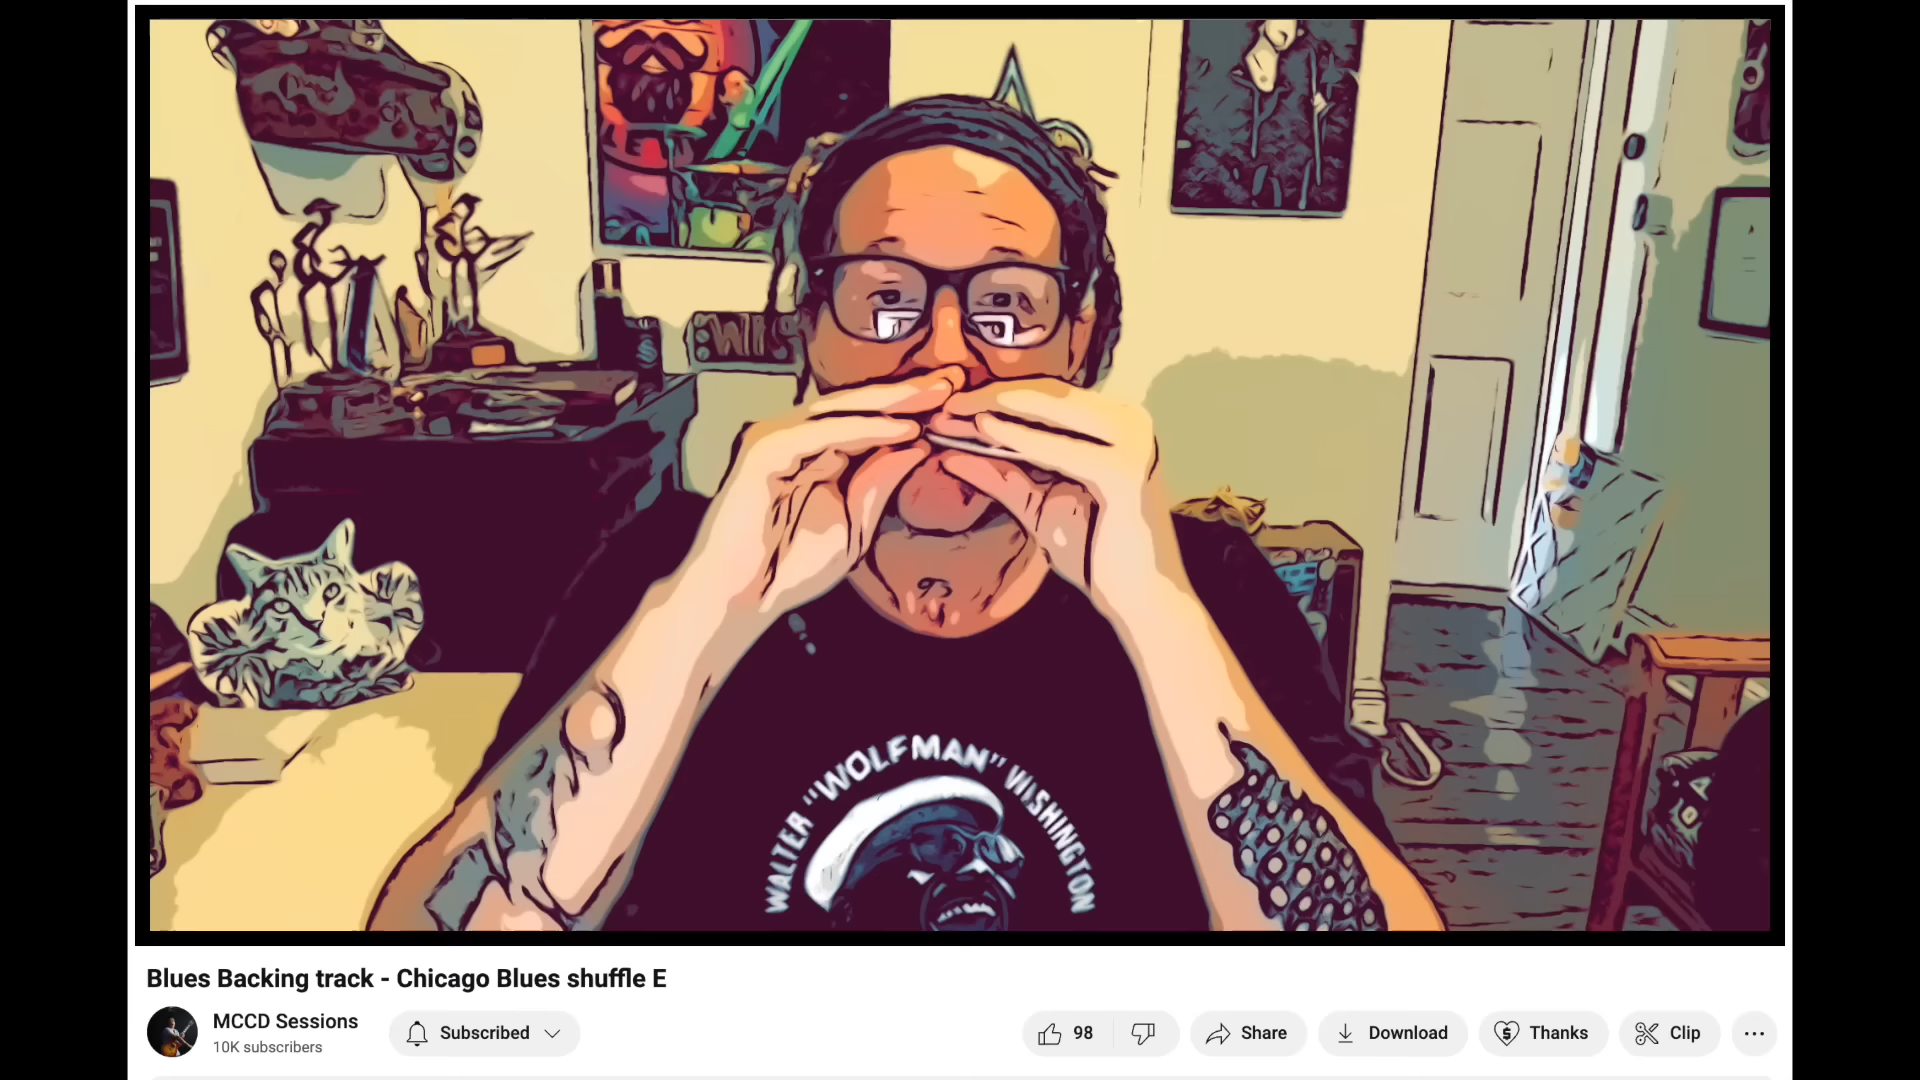 WALTER "WOLFMAN" WASHINGTON
Blues Backing track - Chicago Blues shuffle E
MCCD Sessions
10K subscribers
Subscribed
98
Share
Download
Thanks
Clip